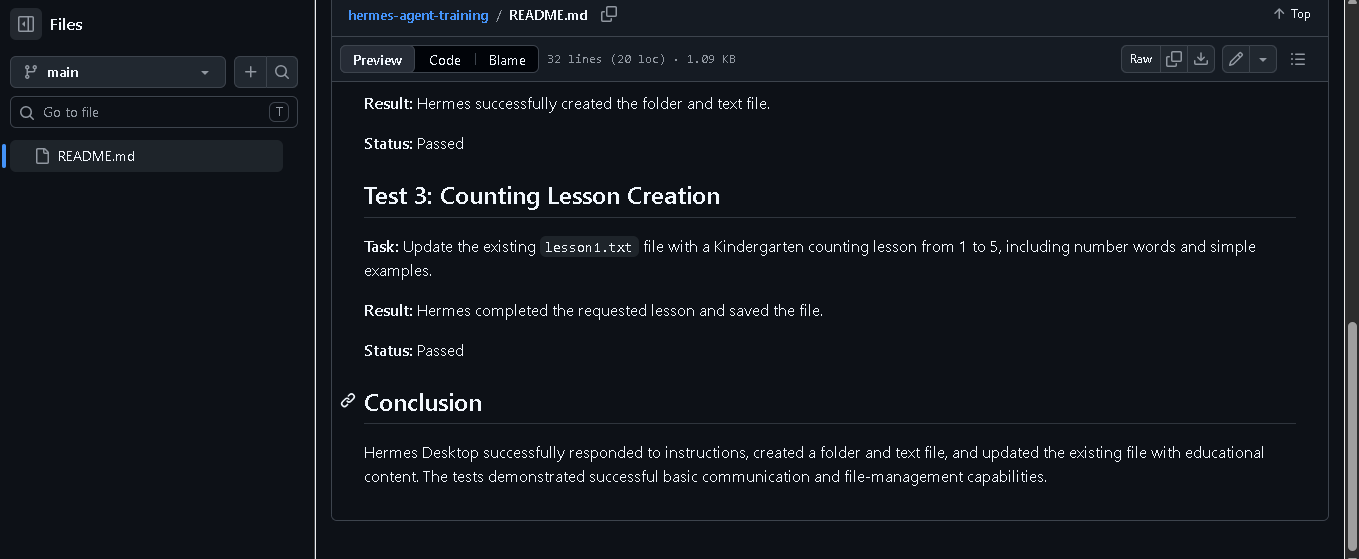 Files
main
Go to file
T
README.md
hermes-agent-training / README.md
Top
Preview Code Blame 32 lines (20 loc) · 1.09 KB
Raw
Result: Hermes successfully created the folder and text file.
Status: Passed
Test 3: Counting Lesson Creation
Task: Update the existing lesson1.txt file with a Kindergarten counting lesson from 1 to 5, including number words and simple
examples.
Result: Hermes completed the requested lesson and saved the file.
Status: Passed
Conclusion
Hermes Desktop successfully responded to instructions, created a folder and text file, and updated the existing file with educational
content. The tests demonstrated successful basic communication and file-management capabilities.